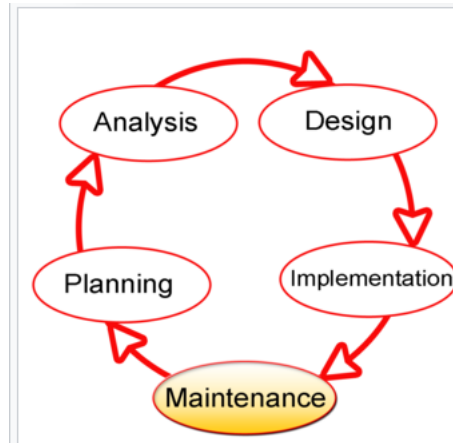 Analysis
Design
Planning
Implementation
Maintenance